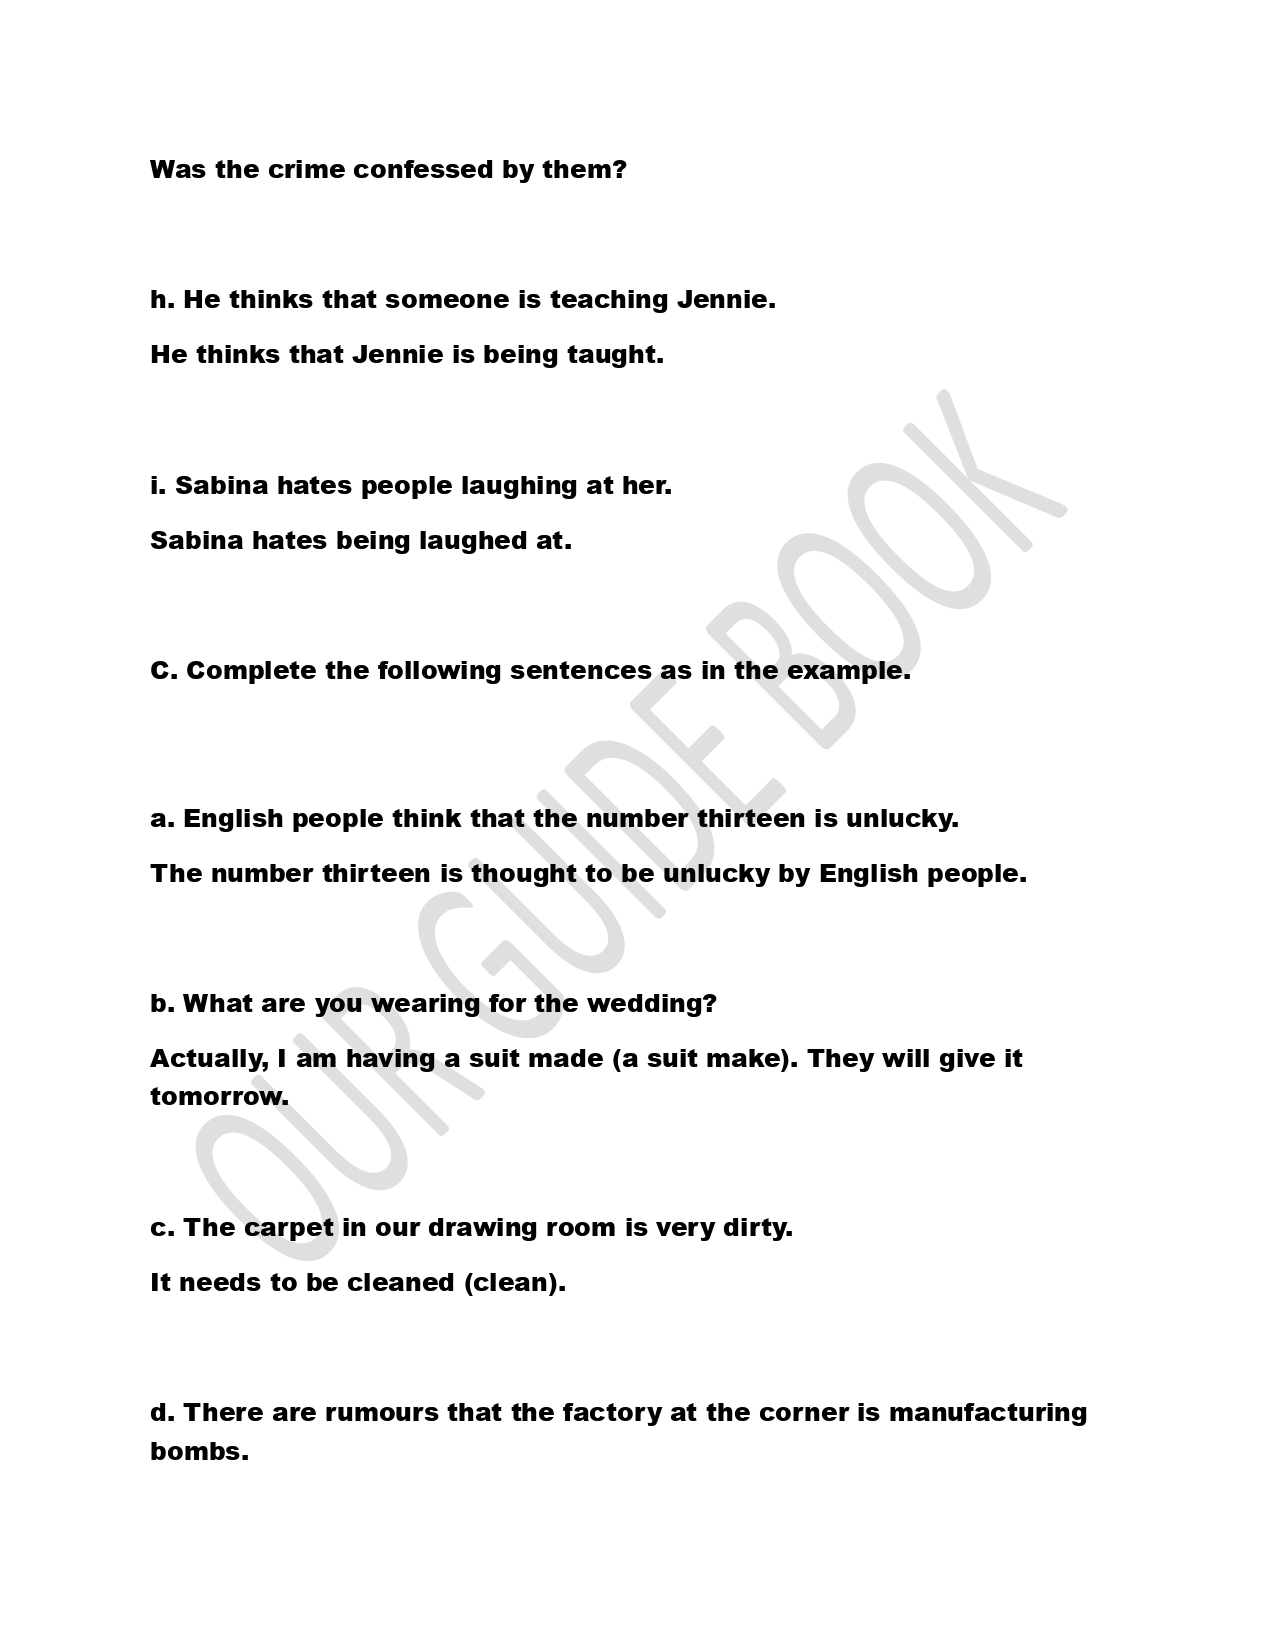 Was the crime confessed by them?
h. He thinks that someone is teaching Jennie.
He thinks that Jennie is being taught.
i. Sabina hates people laughing at her.
Sabina hates being laughed at.
C. Complete the following sentences as in the example.
a. English people think that the number thirteen is unlucky.
The number thirteen is thought to be unlucky by English people.
b. What are you wearing for the wedding?
Actually, I am having a suit made (a suit make). They will give it
tomorrow.
c. The carpet in our drawing room is very dirty.
It needs to be cleaned (clean).
d. There are rumours that the factory at the corner is manufacturing
bombs.
OUR GUIDE BOOK